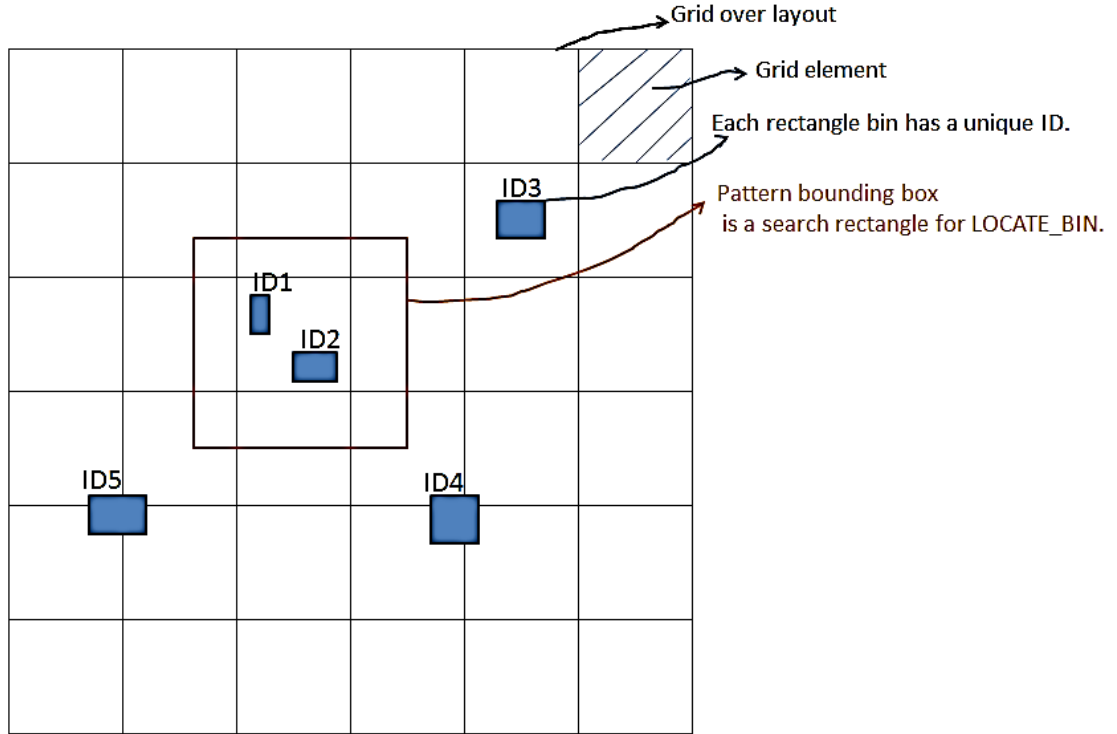 Grid over layout
Grid element
Each rectangle bin has a unique ID.
ID3
Pattern bounding box
is a search rectangle for LOCATE_BIN.
ID1
ID2
ID5
ID4